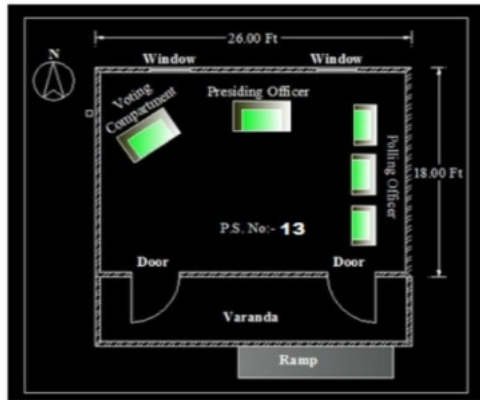 26.00 Ft
N
Window
Window
Voting
Compartment
Presiding Officer
Polling Officer
18.00 Ft
P.S. No:- 13
Door
Door
Varanda
Ramp